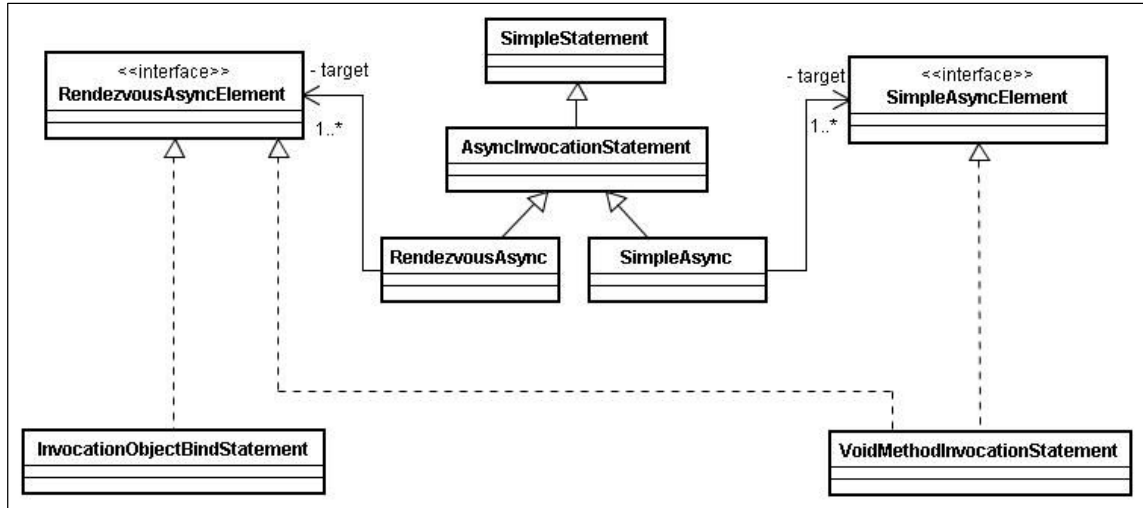 SimpleStatement
<<interface>>
RendezvousAsyncElement
- target
1..*
- target
1..*
<<interface>>
SimpleAsyncElement
AsyncInvocationStatement
RendezvousAsync
SimpleAsync
InvocationObjectBindStatement
VoidMethodInvocationStatement